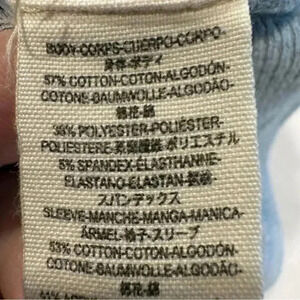 BODY-CORPS-CUERPO-CORPO-
身体-ボディ
57% COTTON-COTON-ALGODÓN-
COTONE-BAUMWOLLE-ALGODÃO-
棉花-綿
38% POLYESTER-POLIESTER-
POLIESTERE-聚酯纖維-ポリエステル
5% SPANDEX-ÉLASTHANNE-
ELASTANO-ELASTAN-
スパンデックス
SLEEVE-MANCHE-MANGA-MANICA-
ÄRMEL-袖子-スリーブ
53% COTTON-COTON-ALGODÓN-
COTONE-BAUMWOLLE-ALGODÃO-
棉花-綿